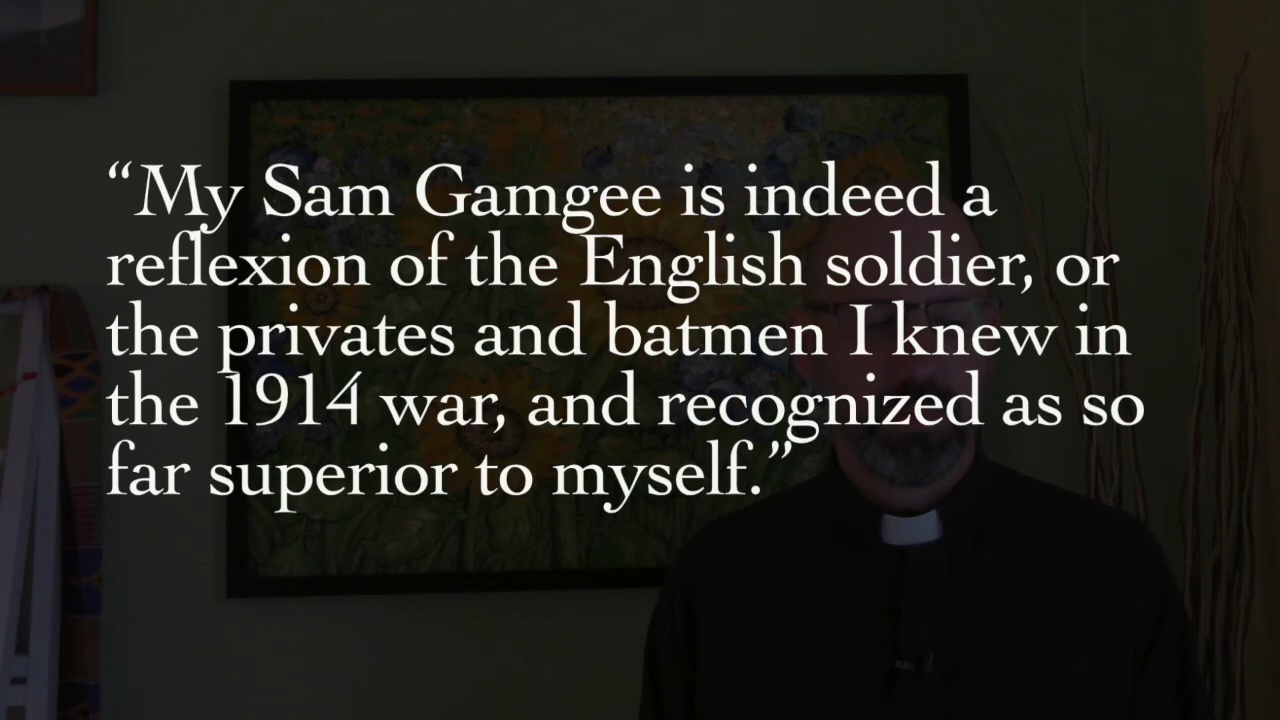 “My Sam Gamgee is indeed a
reflexion of the English soldier, or
the privates and batmen I knew in
the 1914 war, and recognized as so
far superior to myself.”